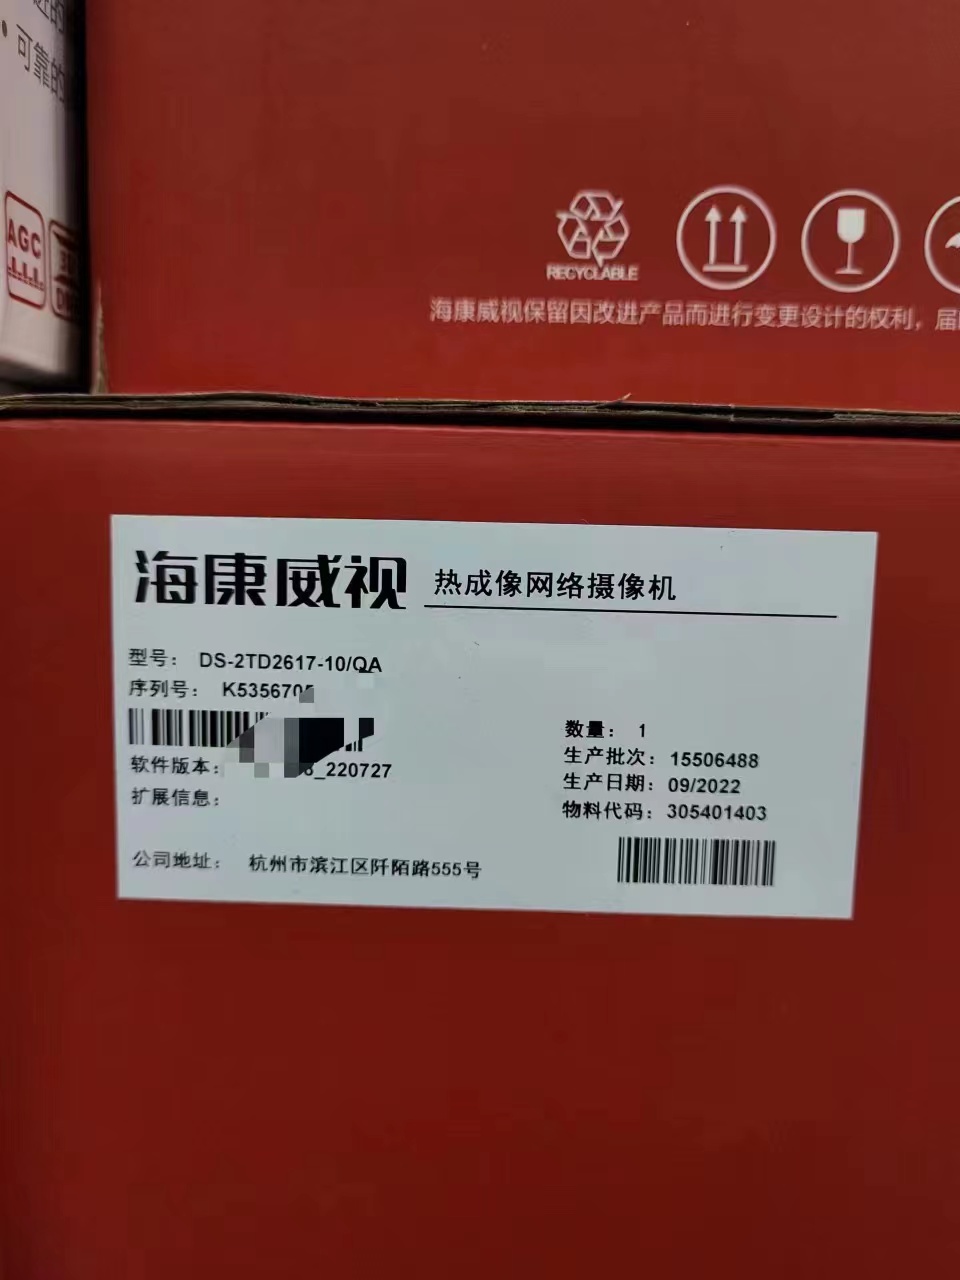 可靠的
AGC
RECYCLABLE
海康威视保留因改进产品而进行变更设计的权利，届
海康威视 热成像网络摄像机
型号： DS-2TD2617-10/QA
序列号： K535670
软件版本： _220727
扩展信息：
数量： 1
生产批次： 15506488
生产日期： 09/2022
物料代码： 305401403
公司地址： 杭州市滨江区阡陌路555号